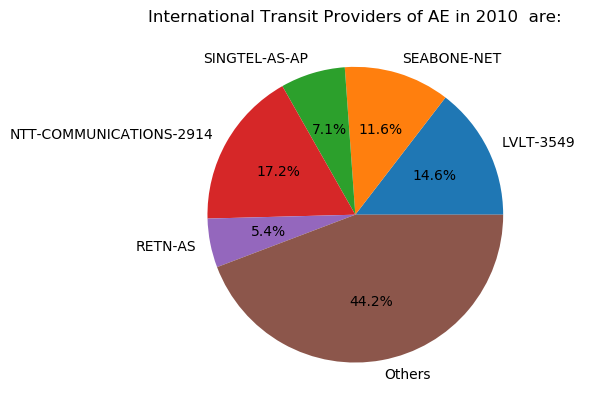 International Transit Providers of AE in 2010  are:
SINGTEL-AS-AP
SEABONE-NET
NTT-COMMUNICATIONS-2914
7.1%
11.6%
LVLT-3549
17.2%
14.6%
RETN-AS
5.4%
44.2%
Others